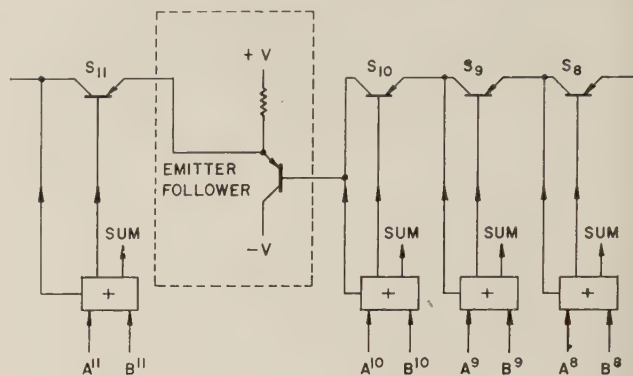 S11 + V S10 S9 S8
EMITTER
FOLLOWER
SUM - V SUM SUM SUM
+ + + +
A11 B11 A10 B10 A9 B9 A8 B8